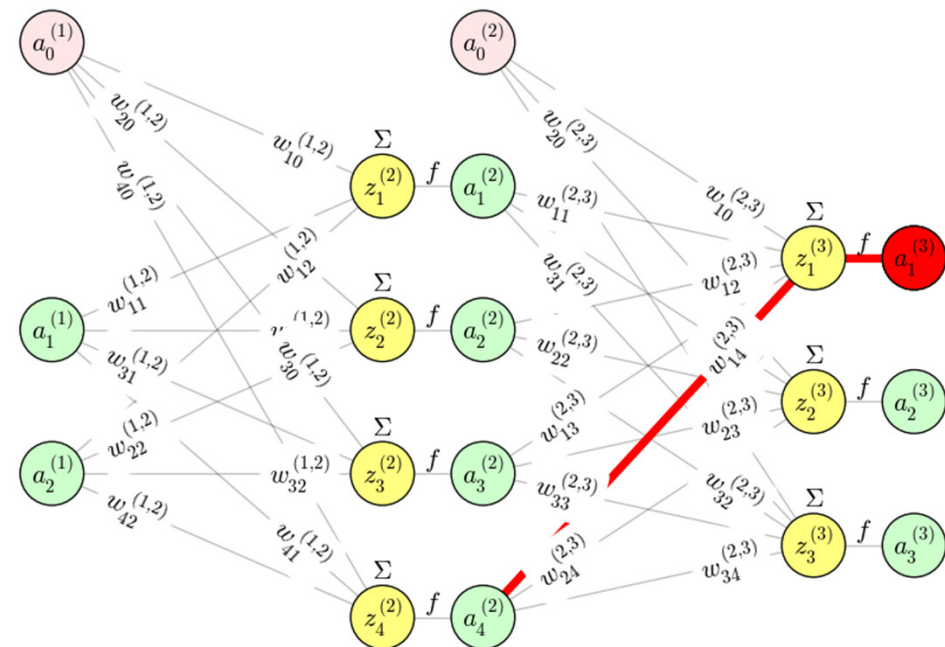 a_0^{(1)} a_0^{(2)}
w_{20}^{(1,2)} w_{20}^{(2,3)}
w_{10}^{(1,2)} Σ
w_{40}^{(1,2)} z_1^{(2)} f a_1^{(2)} w_{11}^{(2,3)} w_{10}^{(2,3)} Σ
w_{12}^{(1,2)} z_1^{(3)} f a_1^{(3)}
w_{11}^{(1,2)} Σ w_{31}^{(2,3)} w_{12}^{(2,3)}
a_1^{(1)} (1,2) z_2^{(2)} f a_2^{(2)} w_{22}^{(2,3)} w_{14}^{(2,3)} Σ
w_{31}^{(1,2)} w_{30}^{(1,2)} z_2^{(3)} f a_2^{(3)}
w_{22}^{(1,2)} Σ w_{13}^{(2,3)} w_{23}^{(2,3)}
a_2^{(1)} w_{32}^{(1,2)} z_3^{(2)} f a_3^{(2)} w_{33}^{(2,3)} w_{32}^{(2,3)} Σ
w_{42}^{(1,2)} w_{41}^{(1,2)} z_3^{(3)} f a_3^{(3)}
Σ w_{24}^{(2,3)} w_{34}^{(2,3)}
z_4^{(2)} f a_4^{(2)}